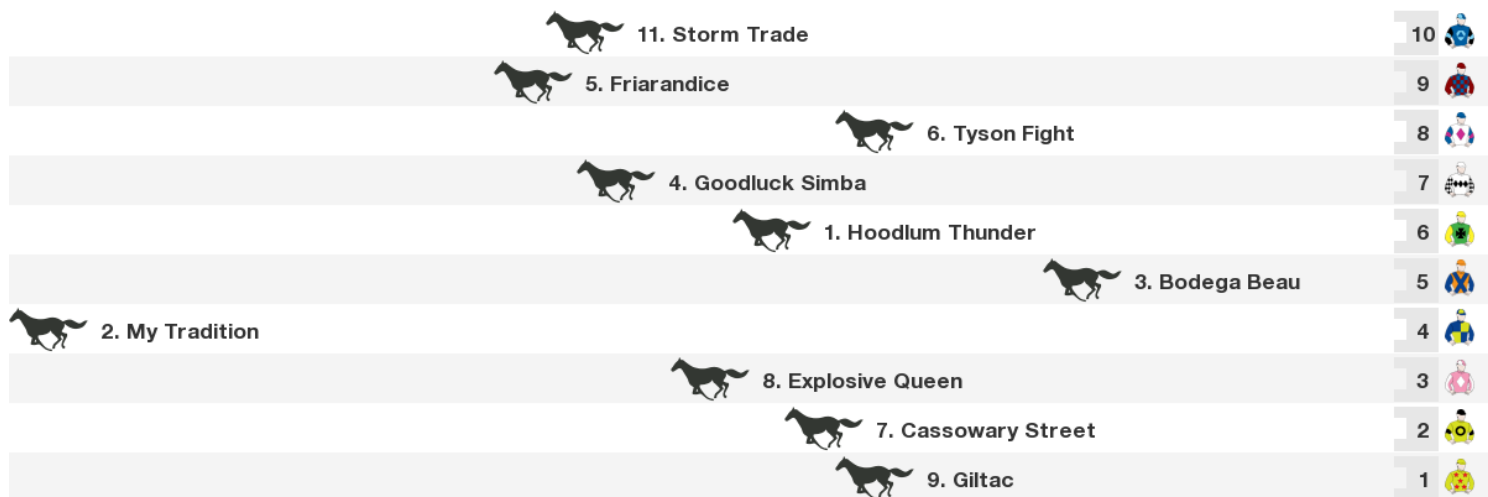 11. Storm Trade 10
5. Friarandice 9
6. Tyson Fight 8
4. Goodluck Simba 7
1. Hoodlum Thunder 6
3. Bodega Beau 5
2. My Tradition 4
8. Explosive Queen 3
7. Cassowary Street 2
9. Giltac 1